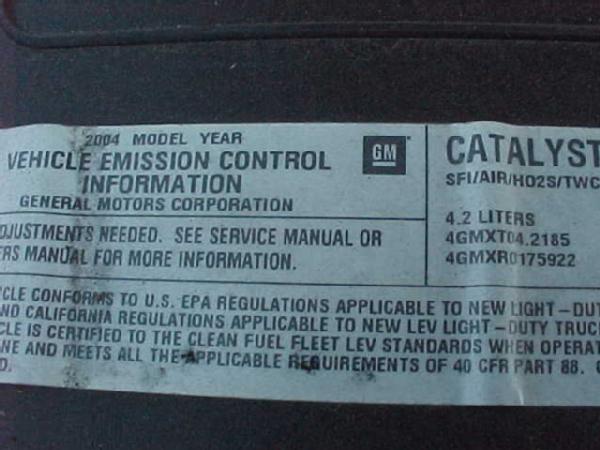 2004 MODEL YEAR
VEHICLE EMISSION CONTROL
INFORMATION
GENERAL MOTORS CORPORATION
GM
CATALYST
SFI/AIR/HO2S/TWC
DJUSTMENTS NEEDED. SEE SERVICE MANUAL OR
ERS MANUAL FOR MORE INFORMATION.
4.2 LITERS
4GMXT04.2185
4GMXR0175922
ICLE CONFORMS TO U.S. EPA REGULATIONS APPLICABLE TO NEW LIGHT-DUT
AND CALIFORNIA REGULATIONS APPLICABLE TO NEW LEV LIGHT-DUTY TRUC
CLE IS CERTIFIED TO THE CLEAN FUEL FLEET LEV STANDARDS WHEN OPERAT
NE AND MEETS ALL THE APPLICABLE REQUIREMENTS OF 40 CFR PART 88.
D.